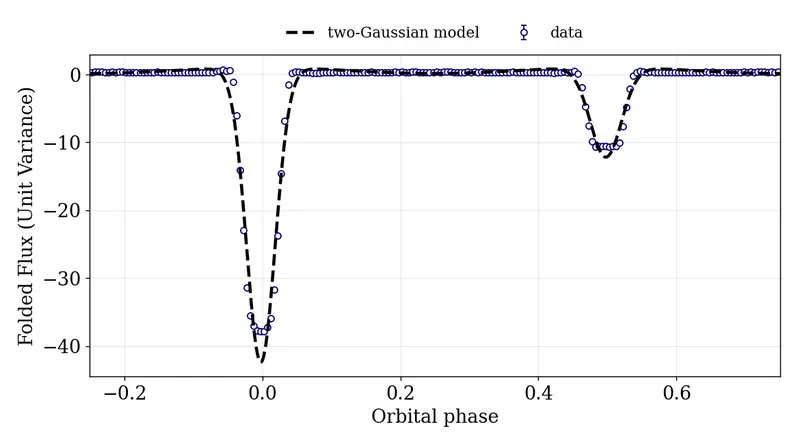 two-Gaussian model
data
0
−10
−20
−30
−40
−0.2
0.0
0.2
0.4
0.6
Folded Flux (Unit Variance)
Orbital phase